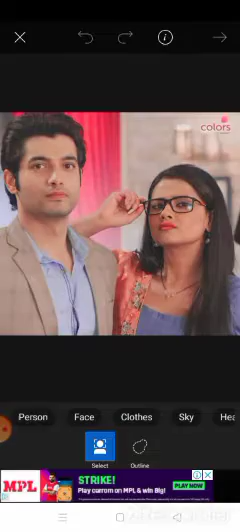 colors
Person Face Clothes Sky Hea
Select Outline
MPL STRIKE! PLAY NOW
Play carrom on MPL & win Big!